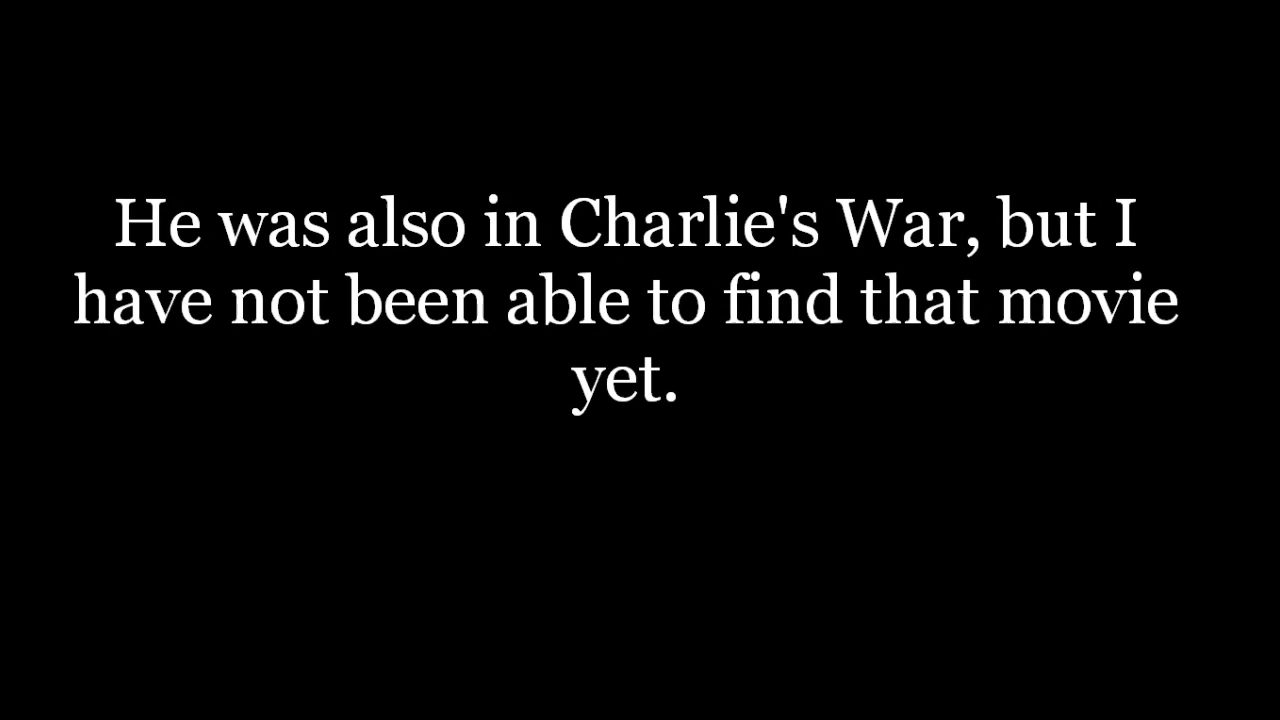 He was also in Charlie's War, but I
have not been able to find that movie
yet.